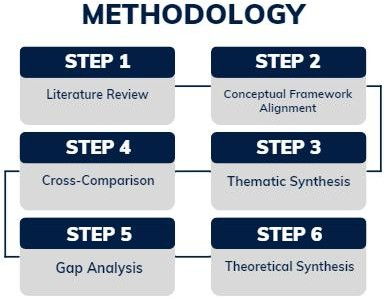 METHODOLOGY
STEP 1
Literature Review
STEP 2
Conceptual Framework
Alignment
STEP 3
Thematic Synthesis
STEP 4
Cross-Comparison
STEP 5
Gap Analysis
STEP 6
Theoretical Synthesis